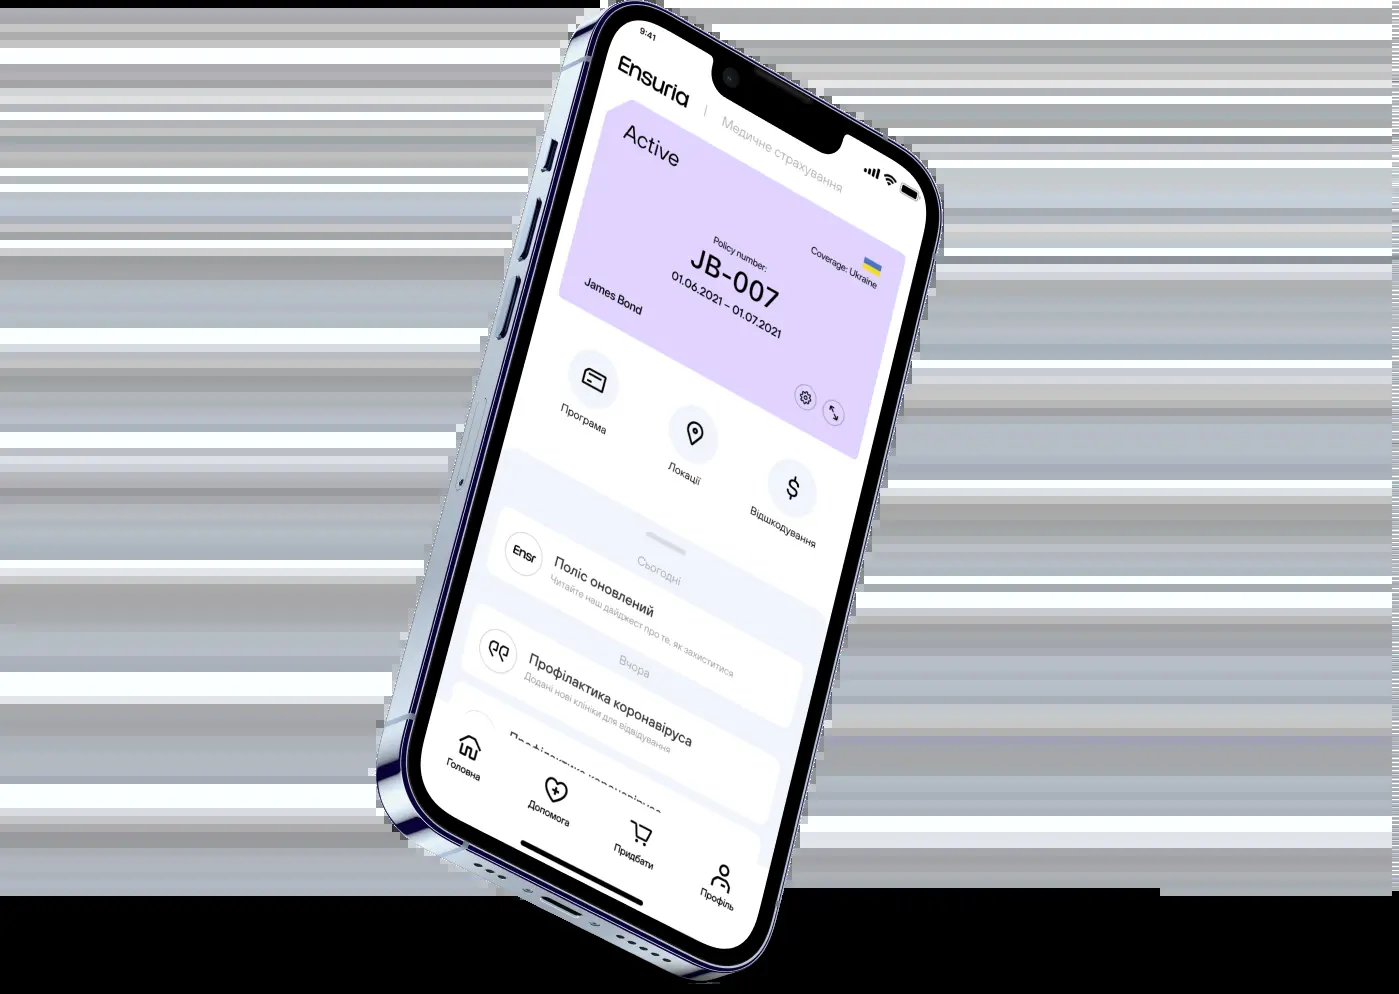 9:41
Ensuria | Медичне страхування
Active
Coverage: Ukraine
Policy number:
JB-007
01.06.2021 – 01.07.2021
James Bond
Програма
Локації
Відшкодування
Сьогодні
Ensr
Поліс оновлений
Читайте наш дайджест про те, як захиститися
Вчора
Профілактика коронавіруса
Додані нові клініки для відвідування
Головна
Допомога
Придбати
Профіль